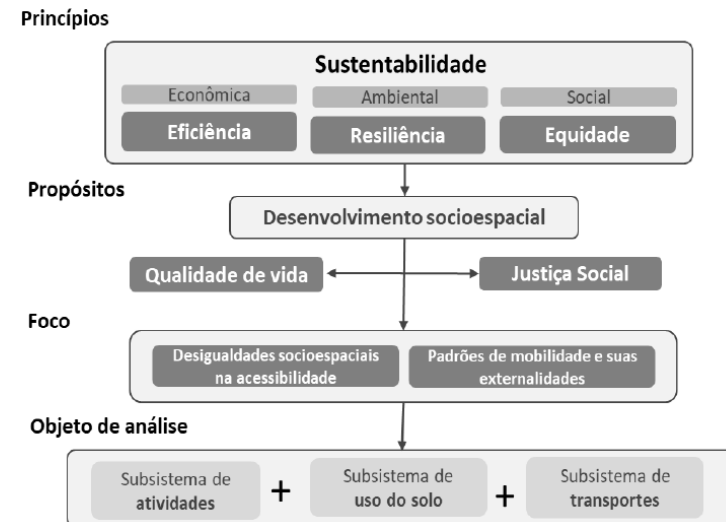 Princípios
Sustentabilidade
Econômica
Ambiental
Social
Eficiência
Resiliência
Equidade
Propósitos
Desenvolvimento socioespacial
Qualidade de vida
Justiça Social
Foco
Desigualdades socioespaciais
na acessibilidade
Padrões de mobilidade e suas
externalidades
Objeto de análise
Subsistema de
atividades
+
Subsistema de
uso do solo
+
Subsistema de
transportes